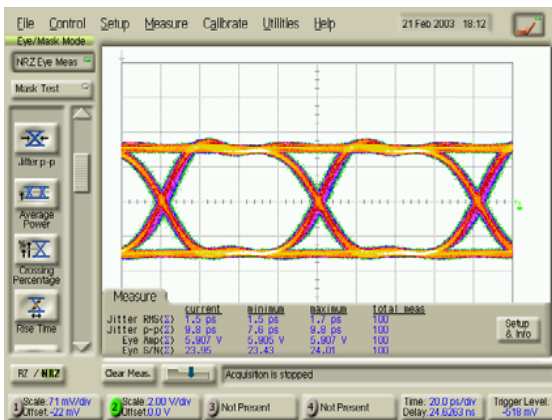 File Control Setup Measure Calibrate Utilities Help 21 Feb 2003 18:12
Eye/Mask Mode
NRZ Eye Meas
Mask Test
Jitter p-p
Average
Power
Crossing
Percentage
Rise Time
Measure
current minimum maximum total meas
Jitter RMS(Σ) 1.5 ps 1.5 ps 1.7 ps 100
Jitter p-p(Σ) 9.8 ps 7.6 ps 9.8 ps 100
Eye Amp(Σ) 5.907 V 5.905 V 5.907 V 100
Eye S/N(Σ) 23.95 23.43 24.01 100
Setup
& Info
RZ / NRZ
Clear Meas.
Acquisition is stopped
1 Scale:71 mV/div
Offset:-22 mV
2 Scale:2.00 V/div
Offset:0.0 V
3 Not Present
4 Not Present
Time: 20.0 ps/div
Delay:24.6263 ns
Trigger Level:
-518 mV